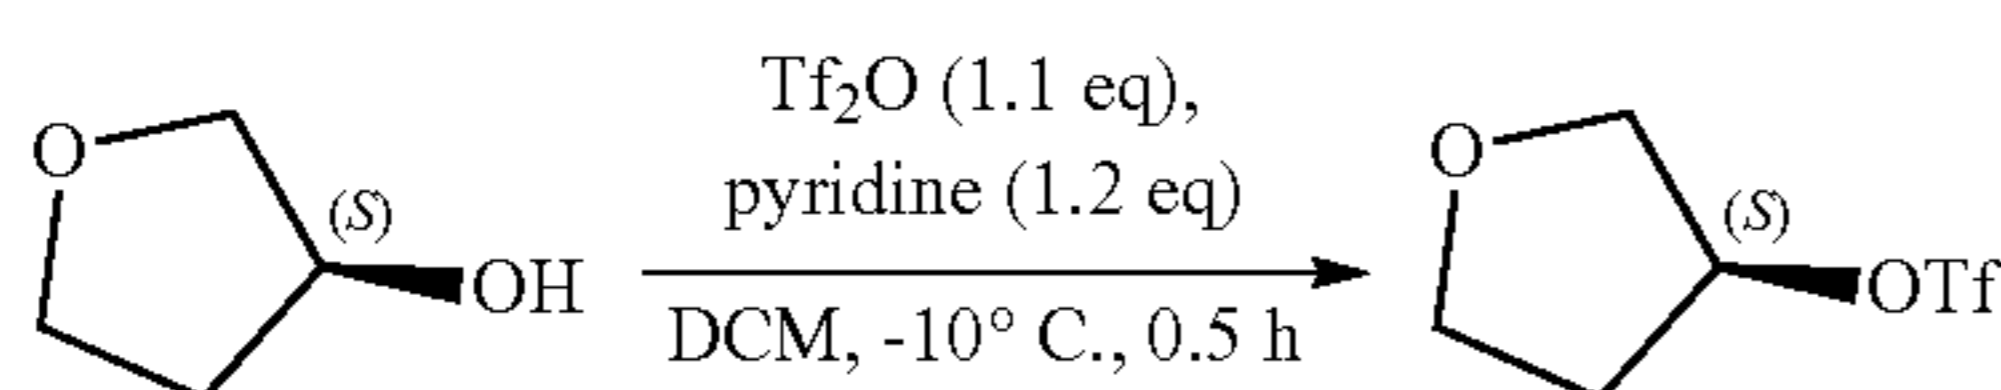 Tf₂O (1.1 eq),
pyridine (1.2 eq)
DCM, -10° C., 0.5 h
O
(S)
OH
O
(S)
OTf